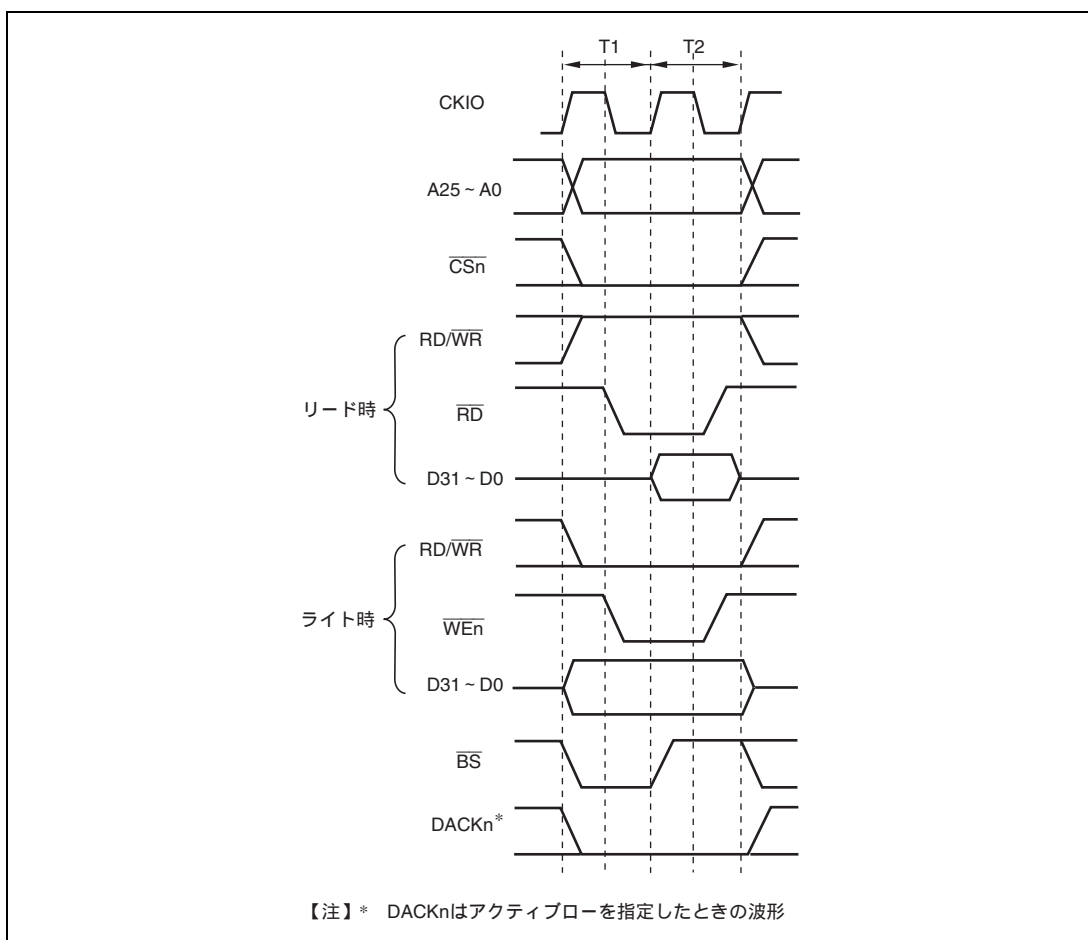 T1 T2
CKIO
A25 ~ A0
CSn
RD/WR
リード時
RD
D31 ~ D0
RD/WR
ライト時
WEn
D31 ~ D0
BS
DACKn*
【注】* DACKnはアクティブローを指定したときの波形